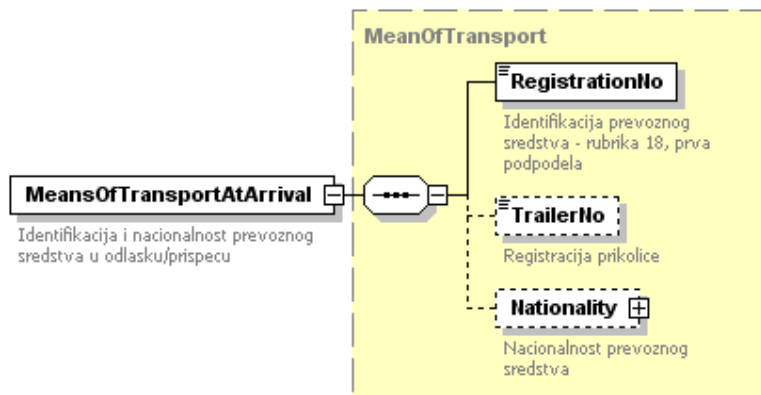 MeanOfTransport
RegistrationNo
Identifikacija prevoznog
sredstva - rubrika 18, prva
podpodela
MeansOfTransportAtArrival
Identifikacija i nacionalnost prevoznog
sredstva u odlasku/prispecu
TrailerNo
Registracija prikolice
Nationality
Nacionalnost prevoznog
sredstva